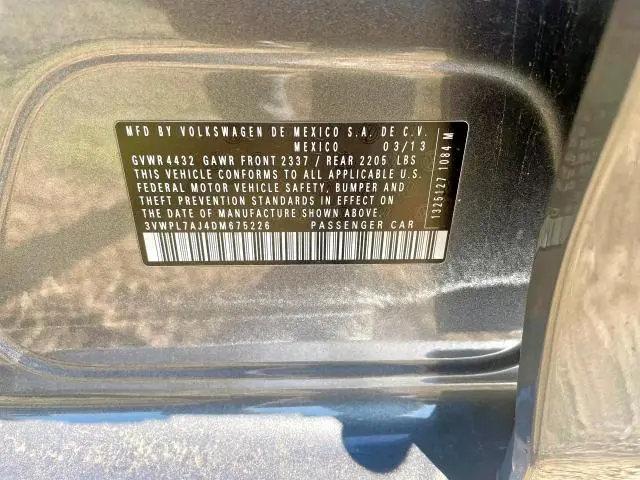 MFD BY VOLKSWAGEN DE MEXICO S.A. DE C.V.
MEXICO 03/13
GVWR 4432 GAWR FRONT 2337 / REAR 2205 LBS
THIS VEHICLE CONFORMS TO ALL APPLICABLE U.S.
FEDERAL MOTOR VEHICLE SAFETY, BUMPER AND
THEFT PREVENTION STANDARDS IN EFFECT ON
THE DATE OF MANUFACTURE SHOWN ABOVE.
3VWPL7AJ4DM675226 PASSENGER CAR
1325127 1084 M